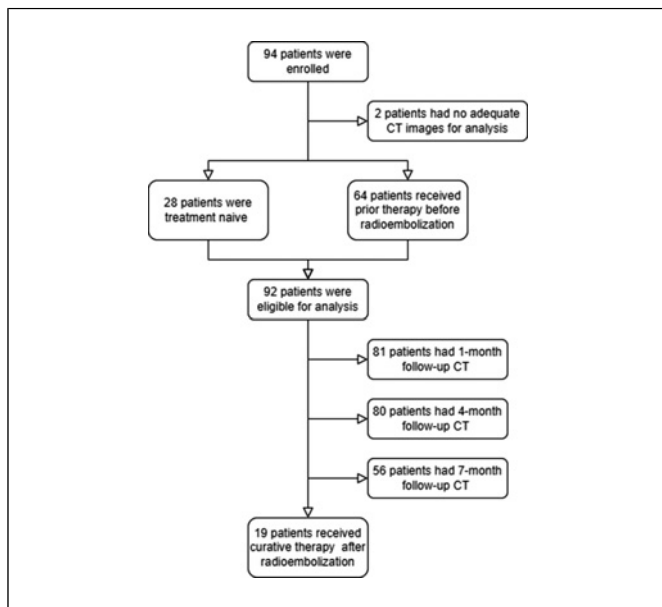 94 patients were
enrolled
2 patients had no adequate
CT images for analysis
28 patients were
treatment naive
64 patients received
prior therapy before
radioembolization
92 patients were
eligible for analysis
81 patients had 1-month
follow-up CT
80 patients had 4-month
follow-up CT
56 patients had 7-month
follow-up CT
19 patients received
curative therapy after
radioembolization